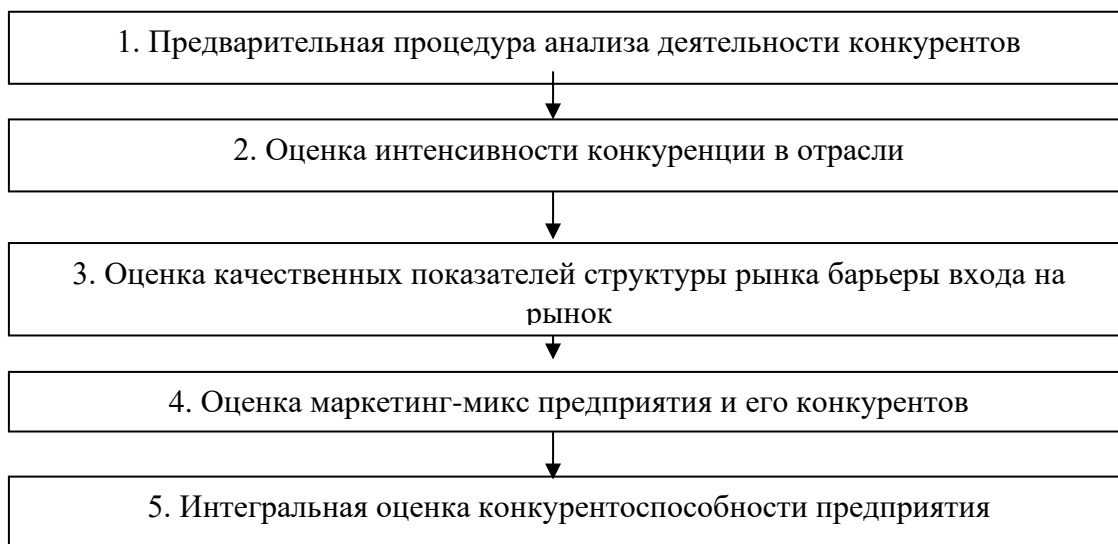 1. Предварительная процедура анализа деятельности конкурентов
2. Оценка интенсивности конкуренции в отрасли
3. Оценка качественных показателей структуры рынка барьеры входа на
рынок
4. Оценка маркетинг-микс предприятия и его конкурентов
5. Интегральная оценка конкурентоспособности предприятия